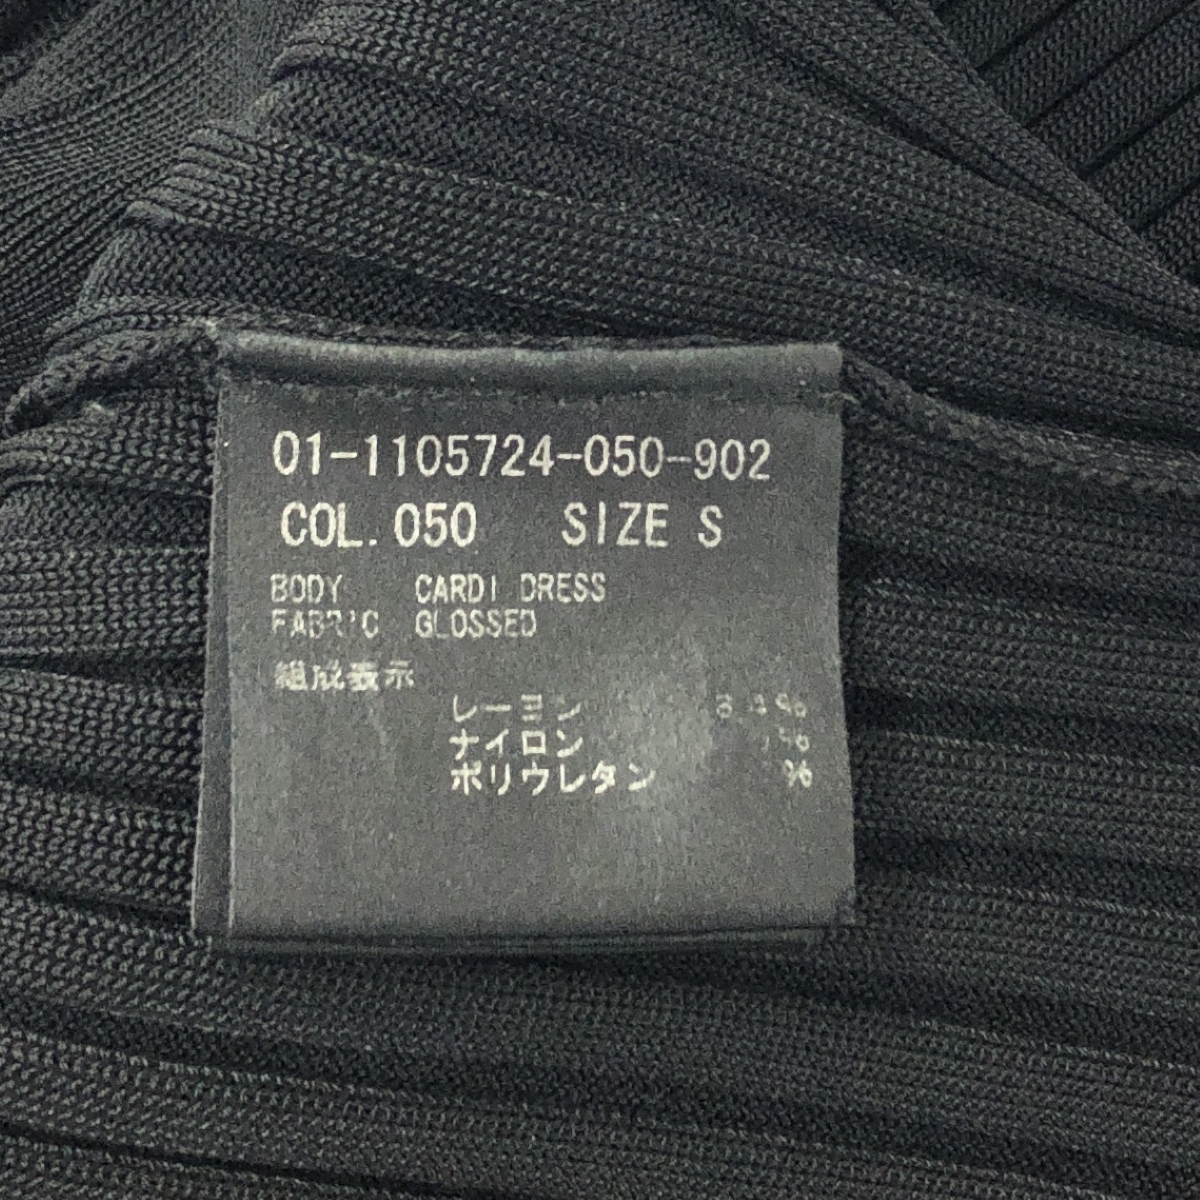 01-1105724-050-902
COL. 050 SIZE S
BODY CARDI DRESS
FABRIC GLOSSED
組成表示
レーヨン %
ナイロン %
ポリウレタン %